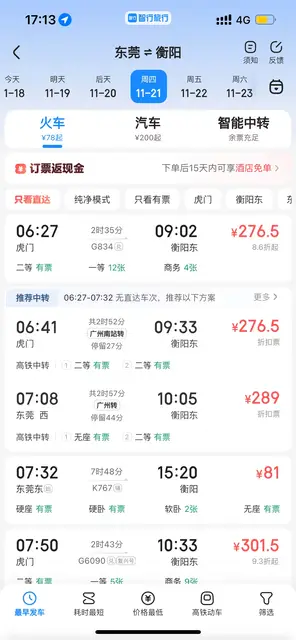 17:13
智行旅行
4G
东莞 ⇌ 衡阳
须知
反馈
今天 明天 后天 周四 周五 周六
1-18 11-19 11-20 11-21 11-22 11-23
火车 汽车 智能中转
¥78起 ¥200起 余票充足
订票返现金 下单后15天内可享酒店免单 >
只看直达 纯净模式 只看有票 虎门 衡阳东 东
06:27 2时35分 09:02 ¥276.5
虎门 G834 衡阳东 8.6折起
二等 有票 一等 12张 商务 4张
推荐中转 06:27-07:32 无直达车次，推荐以下方案 更多 >
06:41 共2时52分 09:33 ¥276.5
虎门 广州南站转 衡阳东 折扣票
停留27分
高铁中转 1 二等 有票 2 二等 有票
07:08 共2时57分 10:05 ¥289
东莞 西 广州转 衡阳东 折扣票
停留44分
高铁中转 1 无座 有票 2 二等 有票
07:32 7时48分 15:20 ¥81
东莞东 K767 衡阳
硬座 有票 硬卧 有票 软卧 2张 无座 有票
07:50 2时43分 10:33 ¥301.5
虎门 G6090 衡阳东 9.3折起
二等 有票 一等 5张 商务 9张
最早发车 耗时最短 价格最低 高铁动车 筛选